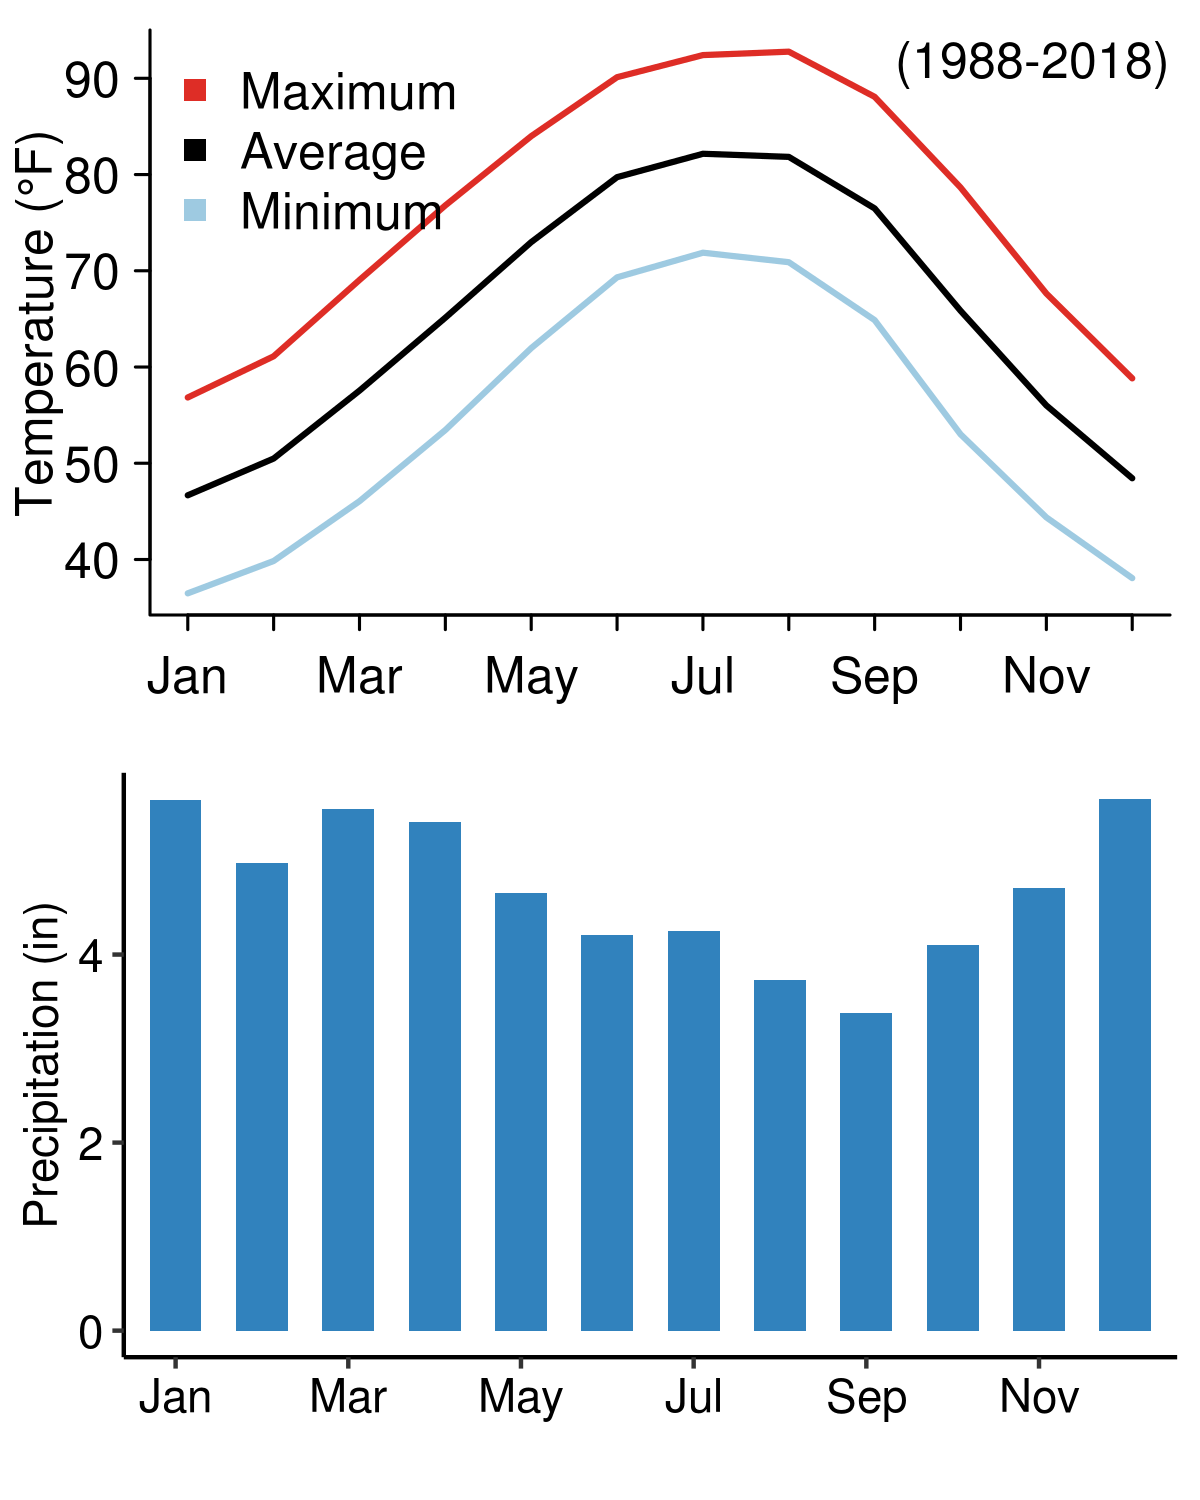 (1988-2018)
Maximum
Average
Minimum
Temperature (°F)
90
80
70
60
50
40
Jan Mar May Jul Sep Nov
Precipitation (in)
4
2
0
Jan Mar May Jul Sep Nov